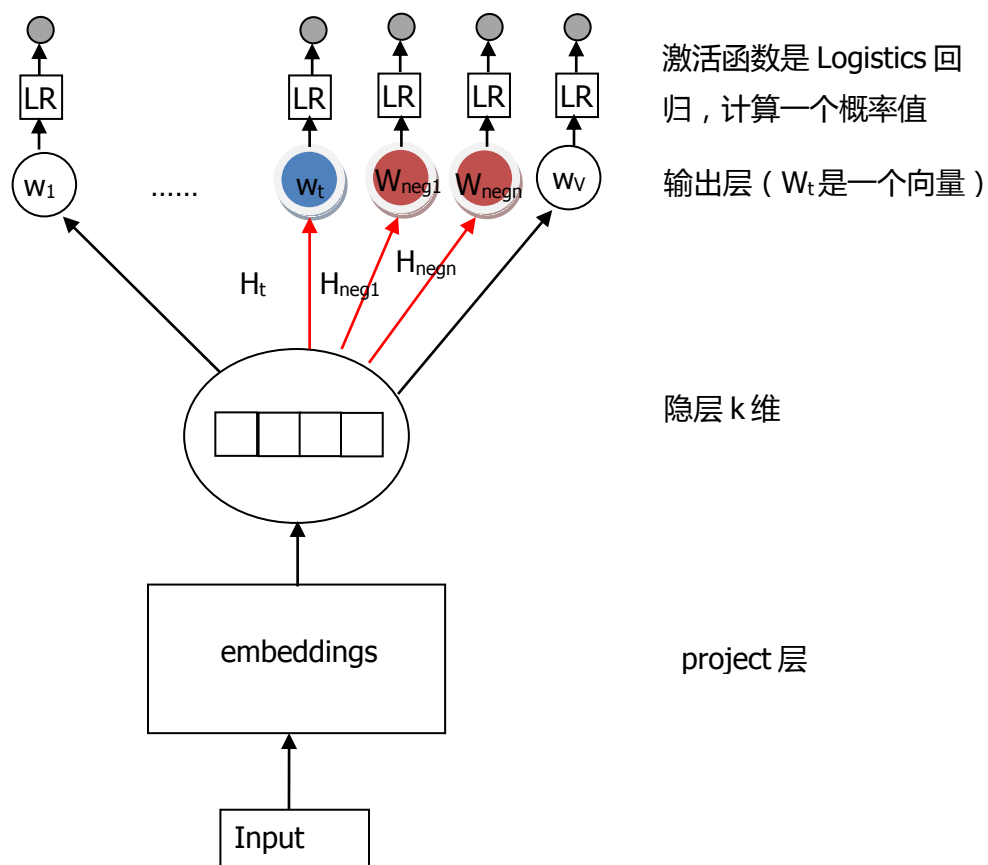 LR
LR
LR
LR
LR
激活函数是 Logistics 回
归，计算一个概率值
w1
......
wt
Wneg1
Wnegn
wV
输出层（Wt是一个向量）
Ht
Hneg1
Hnegn
隐层 k 维
embeddings
project 层
Input